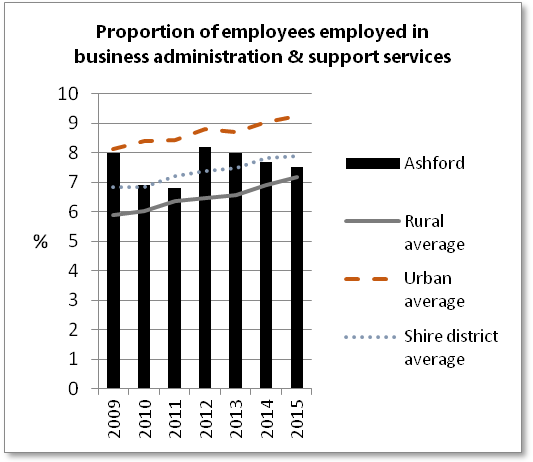 Proportion of employees employed in
business administration & support services
10
9
8
7
6
5
4
3
2
1
0
%
2009
2010
2011
2012
2013
2014
2015
Ashford
Rural
average
Urban
average
Shire district
average